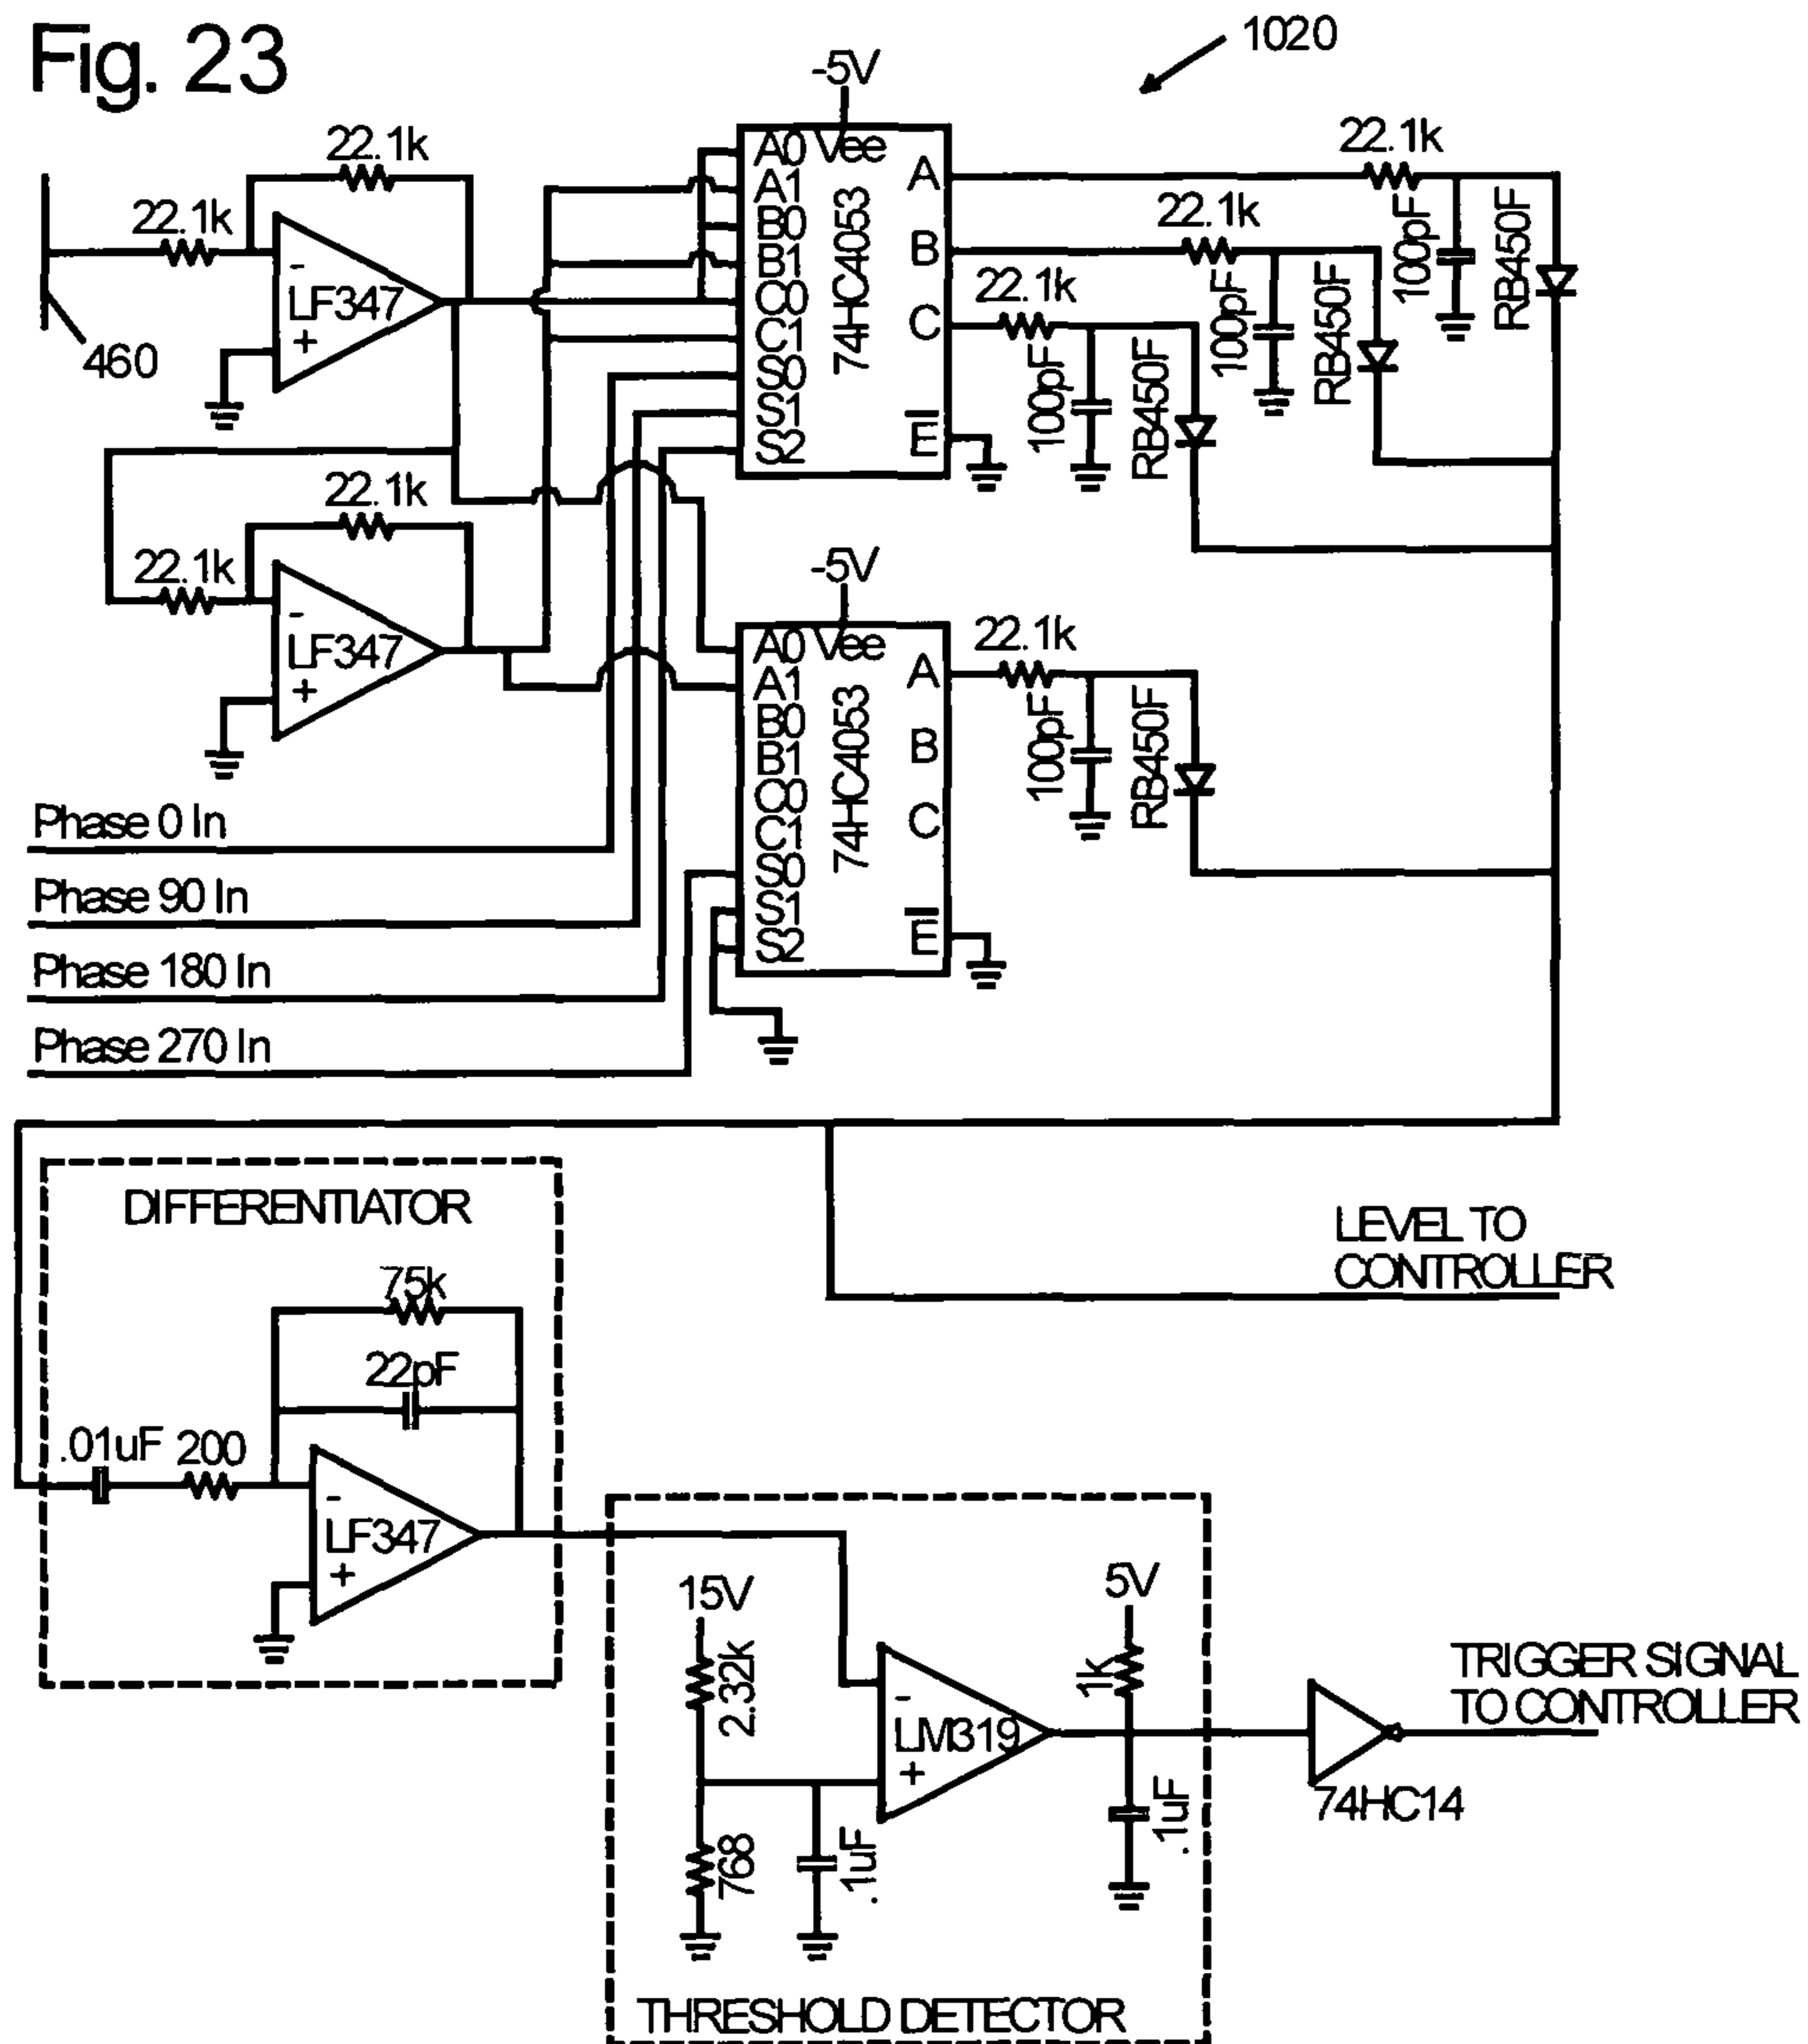 Fig. 23
1020
-5V
22.1k
22.1k
-
LF347
+
460
A0 Vee
A1
B0
B1
C0
C1
S0
S1
S2
74HC4053
A
B
C
E
22.1k
100pF
RB450F
22.1k
100pF
RB450F
22.1k
100pF
RB450F
22.1k
22.1k
-
LF347
+
-5V
A0 Vee
A1
B0
B1
C0
C1
S0
S1
S2
74HC4053
A
B
C
E
22.1k
100pF
RB450F
Phase 0 In
Phase 90 In
Phase 180 In
Phase 270 In
DIFFERENTIATOR
75k
22pF
.01uF 200
-
LF347
+
LEVEL TO
CONTROLLER
15V
2.32k
768
.1uF
-
LM319
+
5V
1k
.1uF
THRESHOLD DETECTOR
74HC14
TRIGGER SIGNAL
TO CONTROLLER